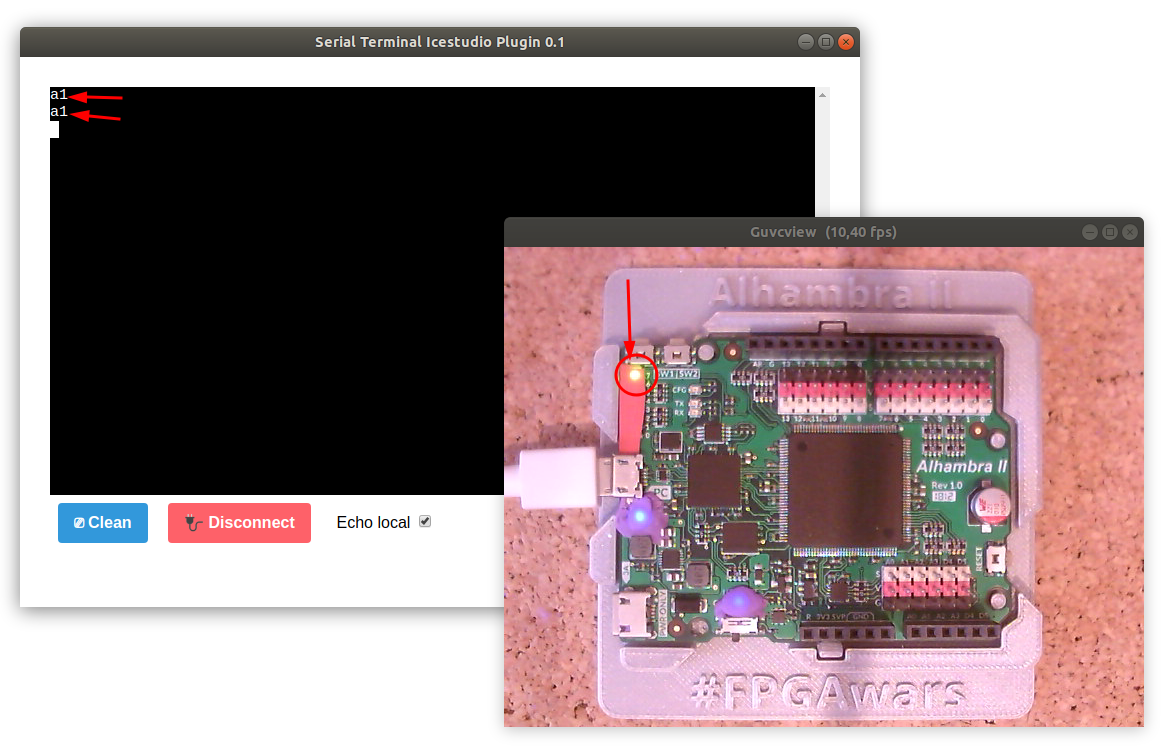 Serial Terminal Icestudio Plugin 0.1
a1
a1
Clean
Disconnect
Echo local
Guvcview (10,40 fps)
Alhambra II
SW1 SW2
CFG
TX
RX
PC
Alhambra II
Rev 1.0
RESET
#FPGAwars